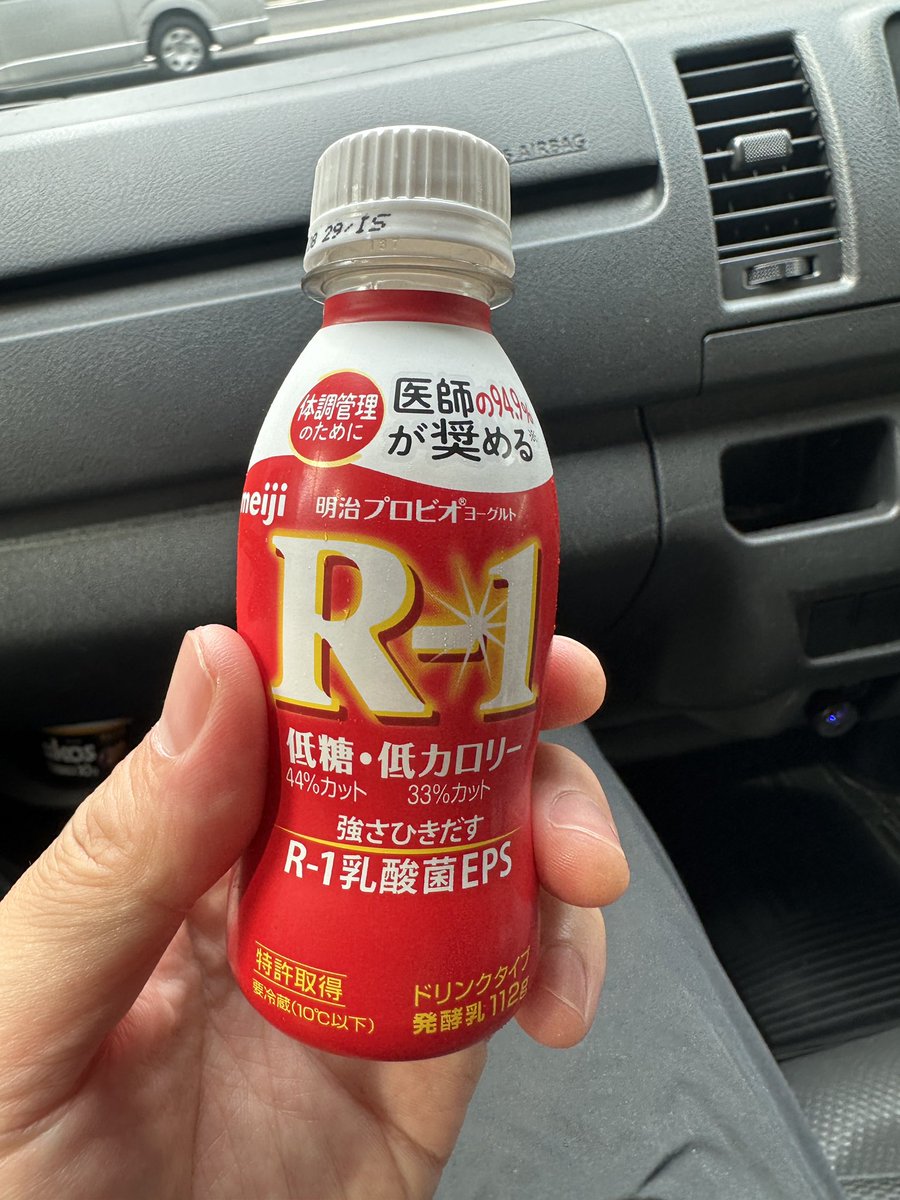 AIRBAG
29/IS
体調管理
のために
医師の94.9%
が奨める※
meiji
明治プロビオ®ヨーグルト
R-1
低糖・低カロリー
44%カット 33%カット
強さひきだす
R-1乳酸菌EPS
特許取得
要冷蔵(10℃以下)
ドリンクタイプ
発酵乳 112g